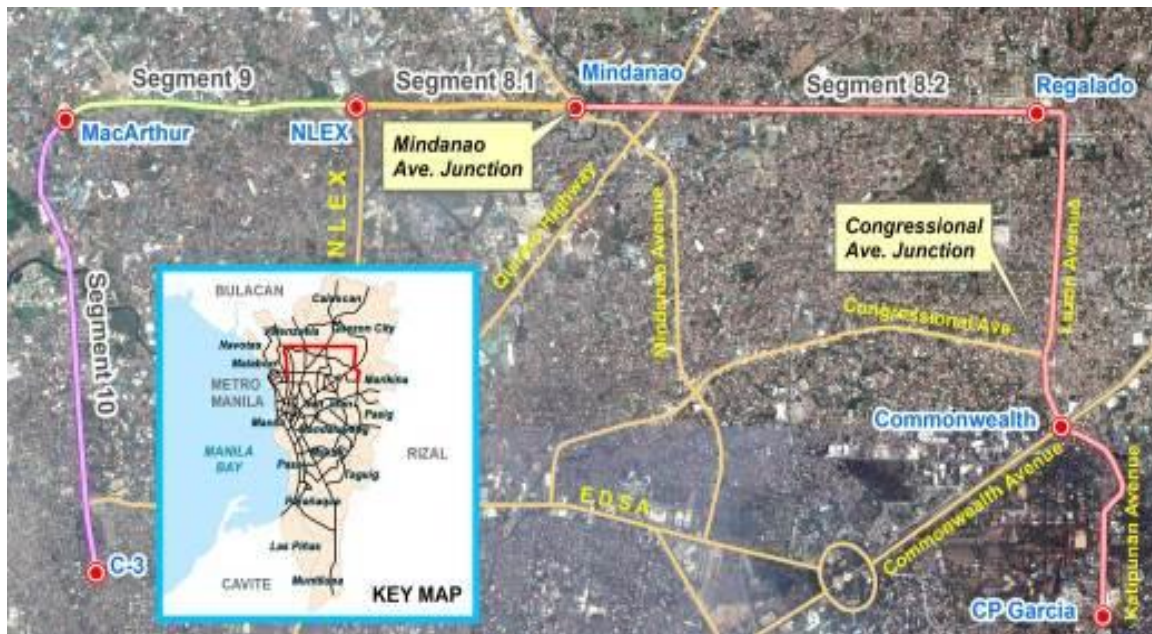 Segment 9
Segment 8.1
Mindanao
Segment 8.2
Regalado
MacArthur
NLEX
Mindanao
Ave. Junction
NLEX
Quirino Highway
Mindanao Avenue
Congressional
Ave. Junction
Luzon Avenue
Congressional Ave.
Segment 10
Commonwealth
EDSA
Commonwealth Avenue
Katipunan Avenue
C-3
CP Garcia
BULACAN
Caloocan
Valenzuela
Quezon City
Navotas
Malabon
METRO
MANILA
Marikina
Pasig
MANILA
BAY
RIZAL
Taguig
Las Piñas
CAVITE
Muntinlupa
KEY MAP